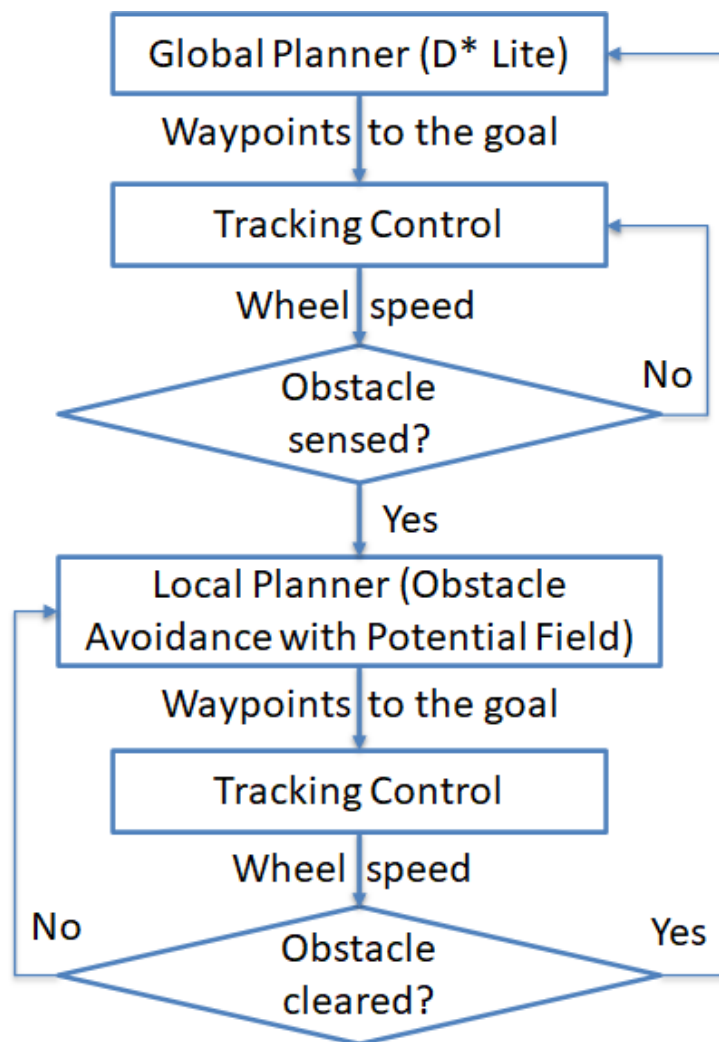 Global Planner (D* Lite)
Waypoints to the goal
Tracking Control
Wheel speed
Obstacle
sensed?
No
Yes
Local Planner (Obstacle
Avoidance with Potential Field)
Waypoints to the goal
Tracking Control
Wheel speed
No
Obstacle
cleared?
Yes